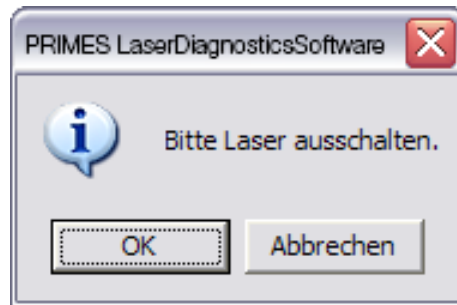 PRIMES LaserDiagnosticsSoftware
Bitte Laser ausschalten.
OK
Abbrechen